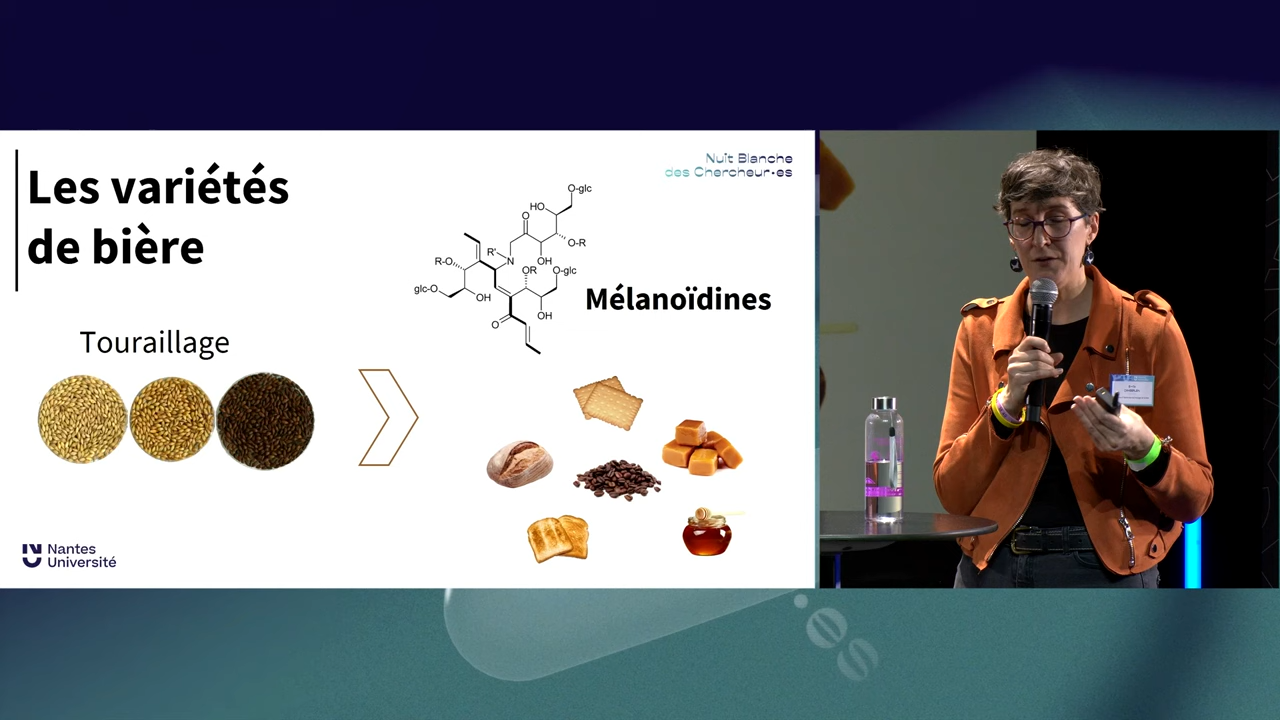 Les variétés
de bière
Nuit Blanche
des Chercheur•es
Touraillage
O-glc
HO
O
O-R
R'
N
OH
R-O
OR
O-glc
glc-O
OH
OH
O
Mélanoïdines
Nantes
Université
es